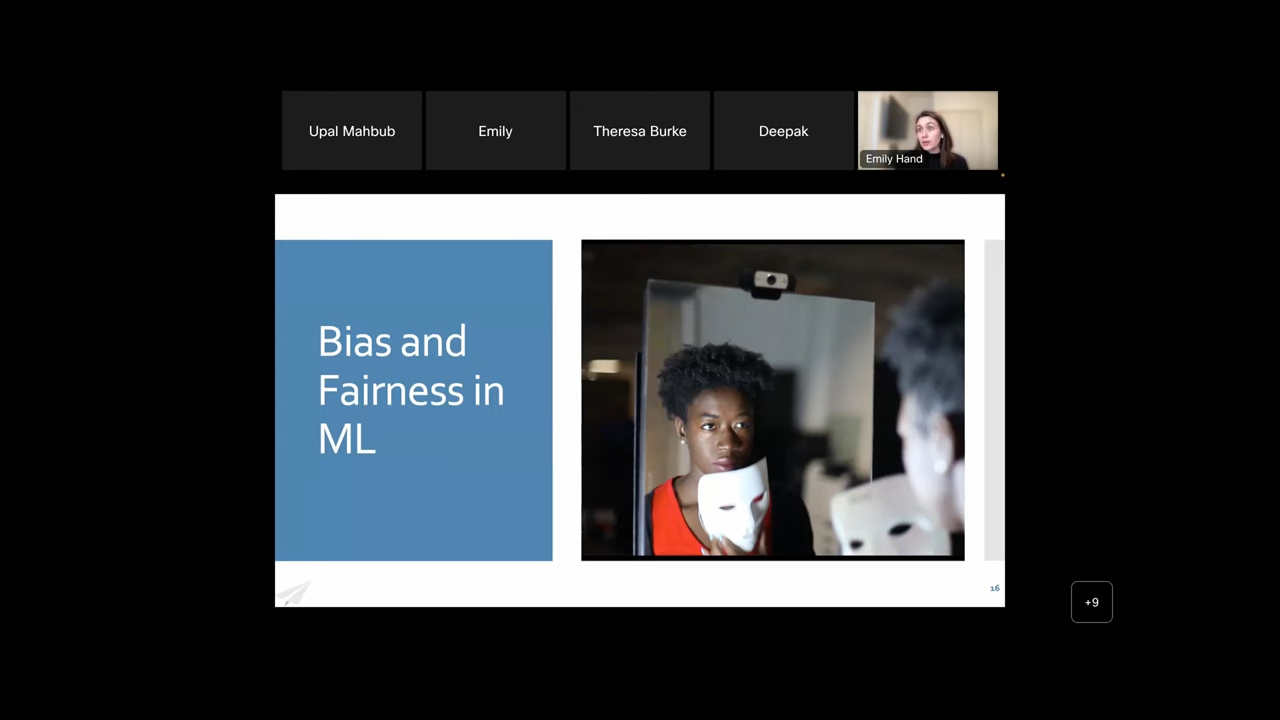 Upal Mahbub
Emily
Theresa Burke
Deepak
Emily Hand
Bias and
Fairness in
ML
16
+9